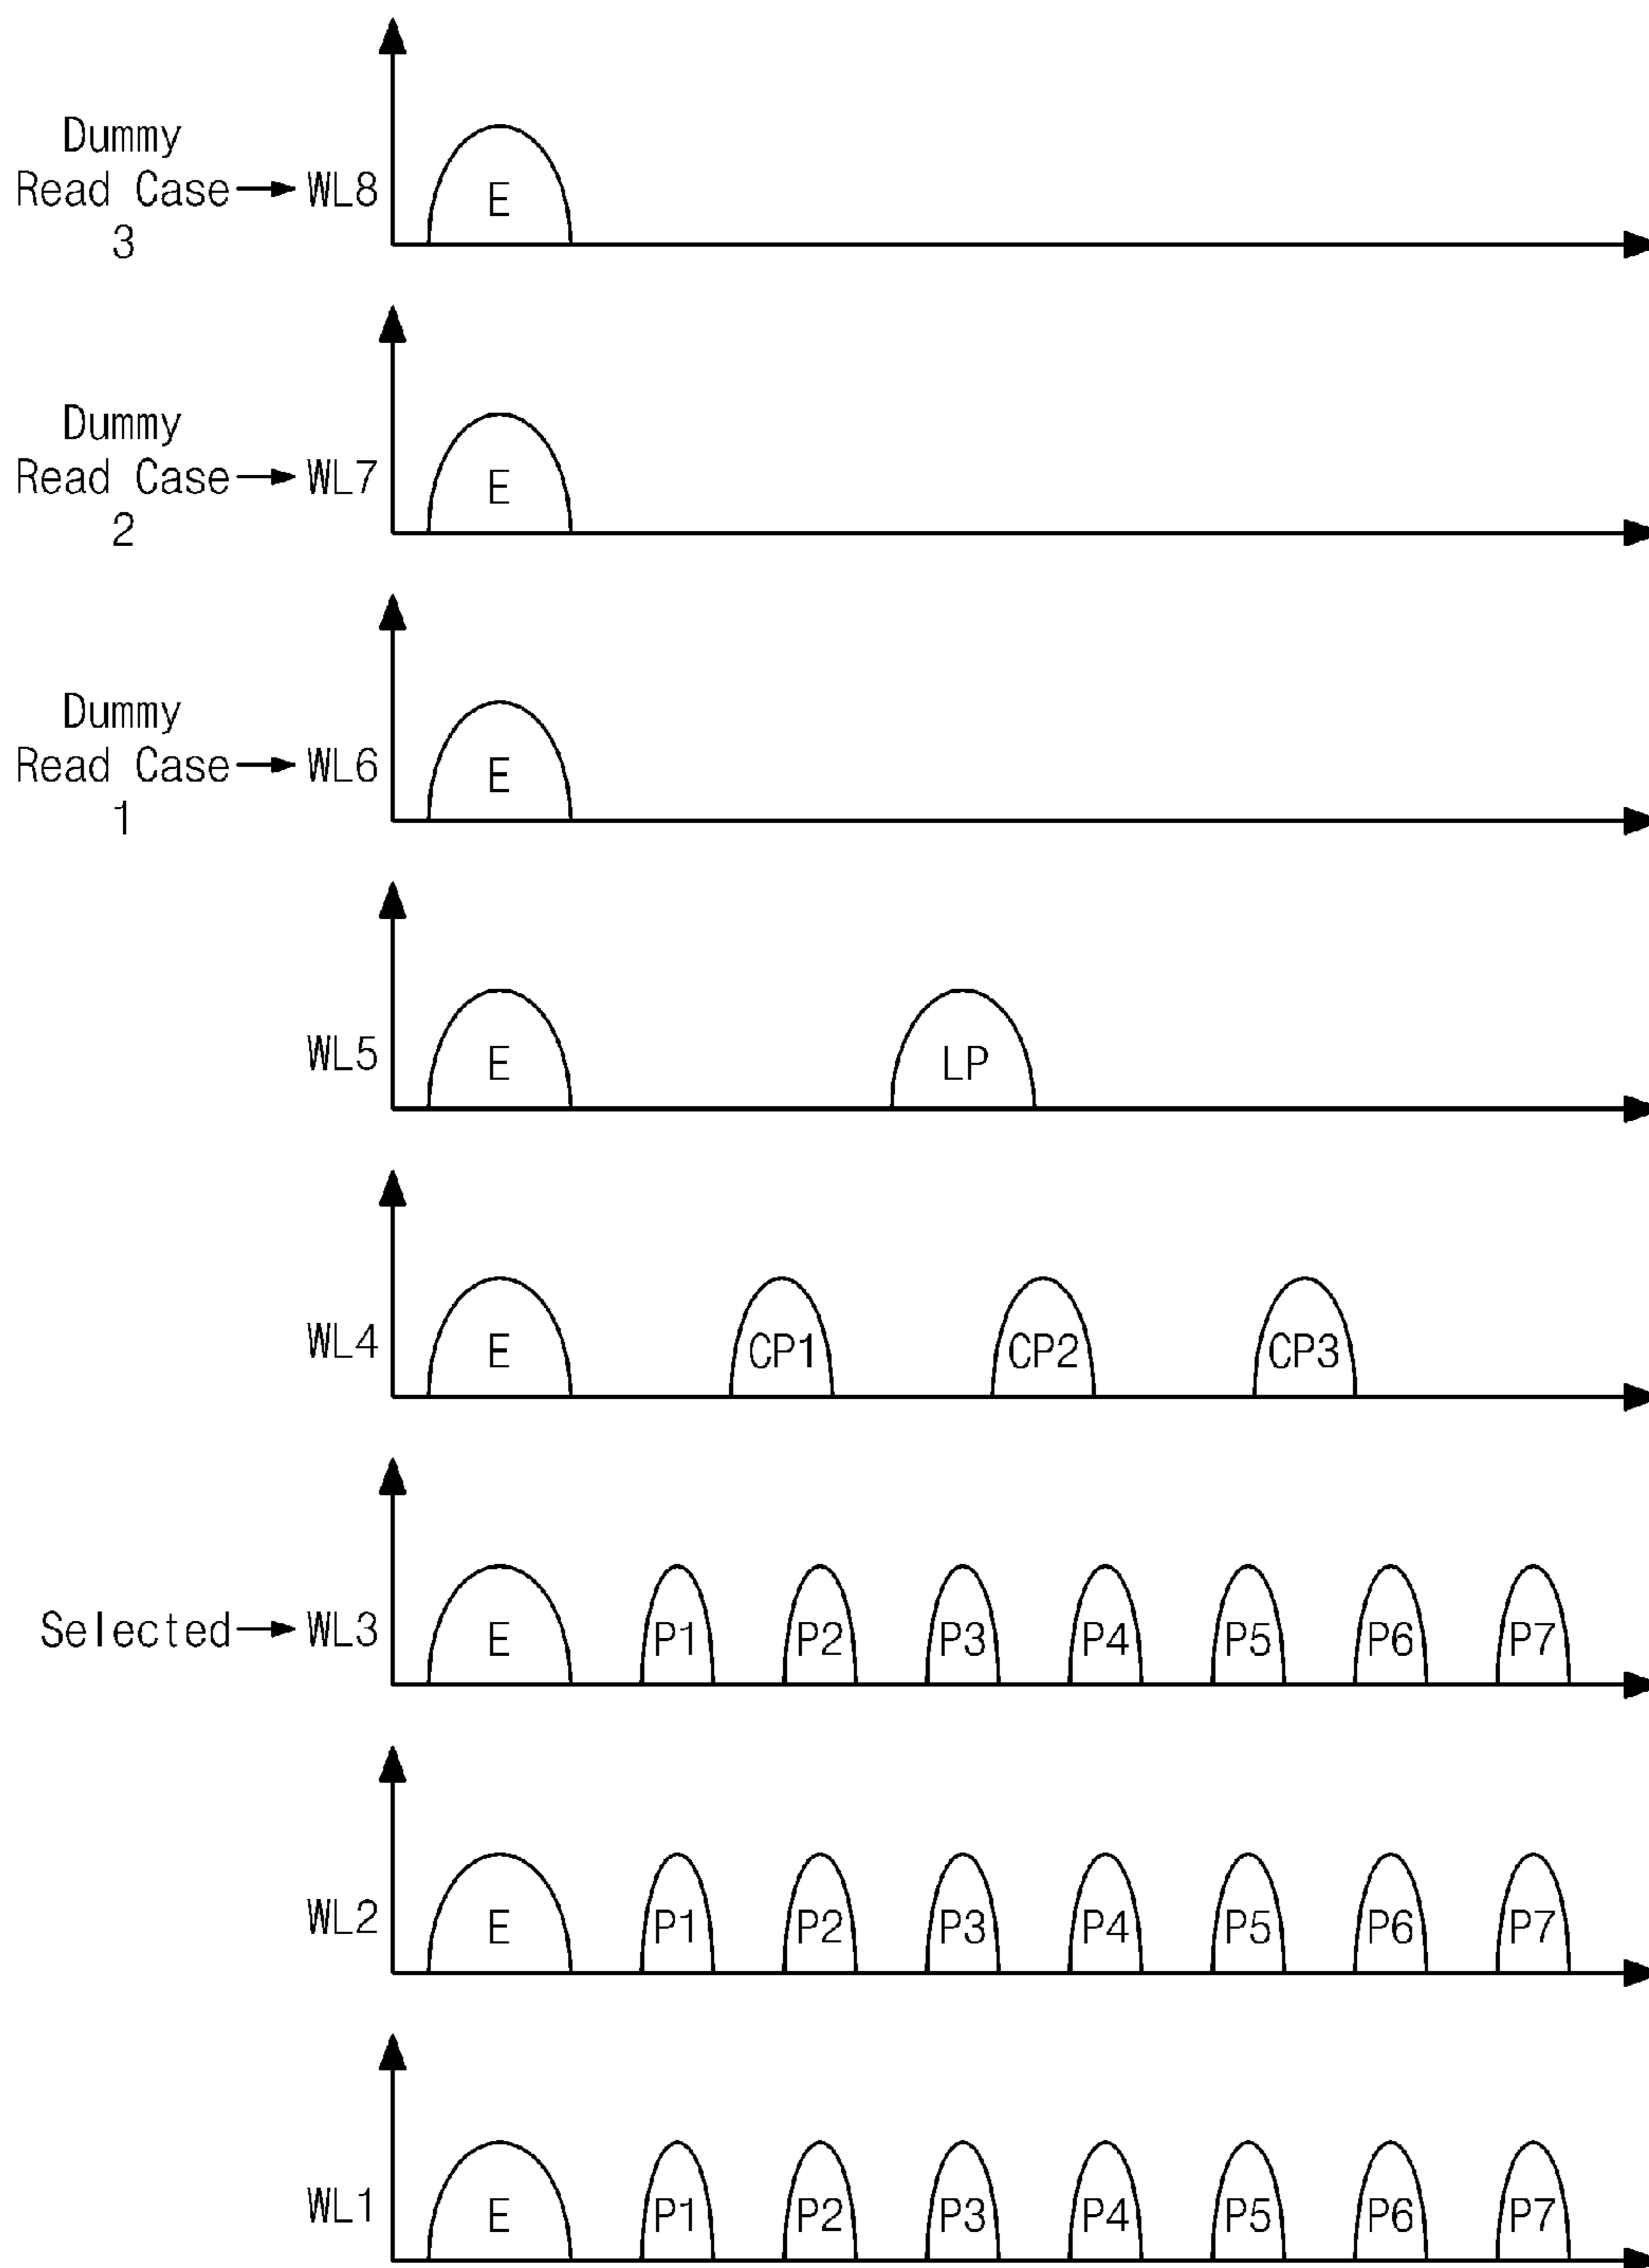 Dummy
Read Case WL8
3
E
Dummy
Read Case WL7
2
E
Dummy
Read Case WL6
1
E
WL5 E LP
WL4 E CP1 CP2 CP3
Selected WL3 E P1 P2 P3 P4 P5 P6 P7
WL2 E P1 P2 P3 P4 P5 P6 P7
WL1 E P1 P2 P3 P4 P5 P6 P7